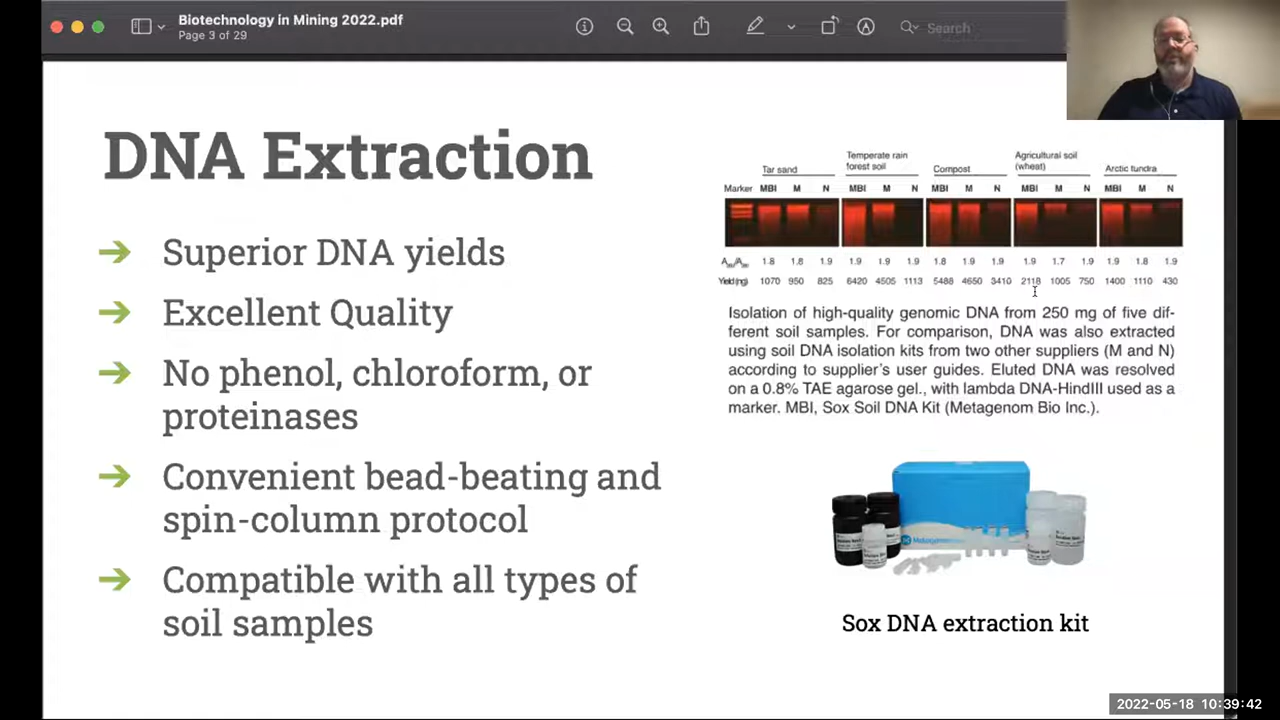 Biotechnology in Mining 2022.pdf
Page 3 of 29
Search
DNA Extraction
➔ Superior DNA yields
➔ Excellent Quality
➔ No phenol, chloroform, or
proteinases
➔ Convenient bead-beating and
spin-column protocol
➔ Compatible with all types of
soil samples
Tar sand Temperate rain forest soil Compost Agricultural soil (wheat) Arctic tundra
Marker MBI M N MBI M N MBI M N MBI M N MBI M N
1.8 1.8 1.9 1.9 1.9 1.9 1.8 1.9 1.9 1.9 1.7 1.9 1.9 1.8 1.9
Yield(ng) 1070 950 825 6420 4505 1113 5488 4650 3410 2118 1005 750 1400 1110 430
Isolation of high-quality genomic DNA from 250 mg of five dif-
ferent soil samples. For comparison, DNA was also extracted
using soil DNA isolation kits from two other suppliers (M and N)
according to supplier's user guides. Eluted DNA was resolved
on a 0.8% TAE agarose gel., with lambda DNA-HindIII used as a
marker. MBI, Sox Soil DNA Kit (Metagenom Bio Inc.).
Sox DNA extraction kit
2022-05-18 10:39:42